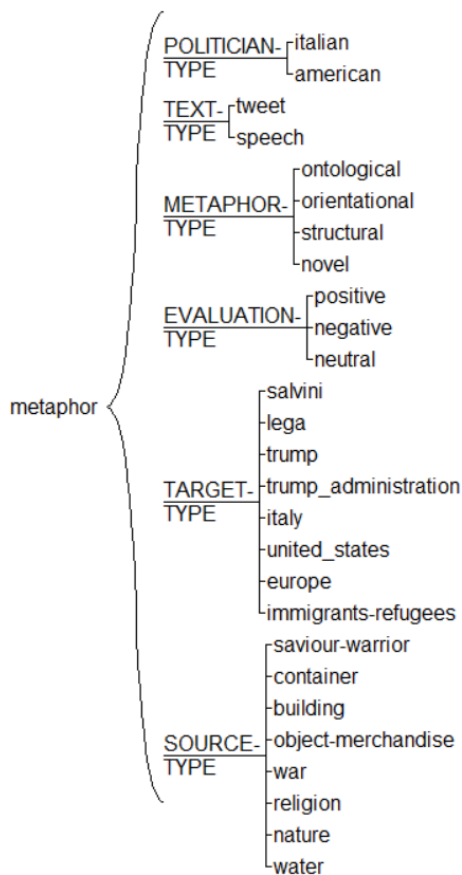 POLITICIAN-
TYPE
italian
american
TEXT-
TYPE
tweet
speech
METAPHOR-
TYPE
ontological
orientational
structural
novel
EVALUATION-
TYPE
positive
negative
neutral
metaphor
TARGET-
TYPE
salvini
lega
trump
trump_administration
italy
united_states
europe
immigrants-refugees
SOURCE-
TYPE
saviour-warrior
container
building
object-merchandise
war
religion
nature
water